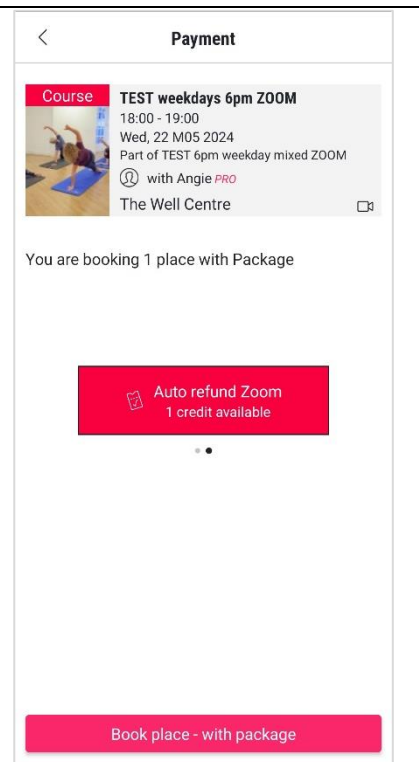 Payment
Course
TEST weekdays 6pm ZOOM
18:00 - 19:00
Wed, 22 M05 2024
Part of TEST 6pm weekday mixed ZOOM
with Angie PRO
The Well Centre
You are booking 1 place with Package
Auto refund Zoom
1 credit available
Book place - with package